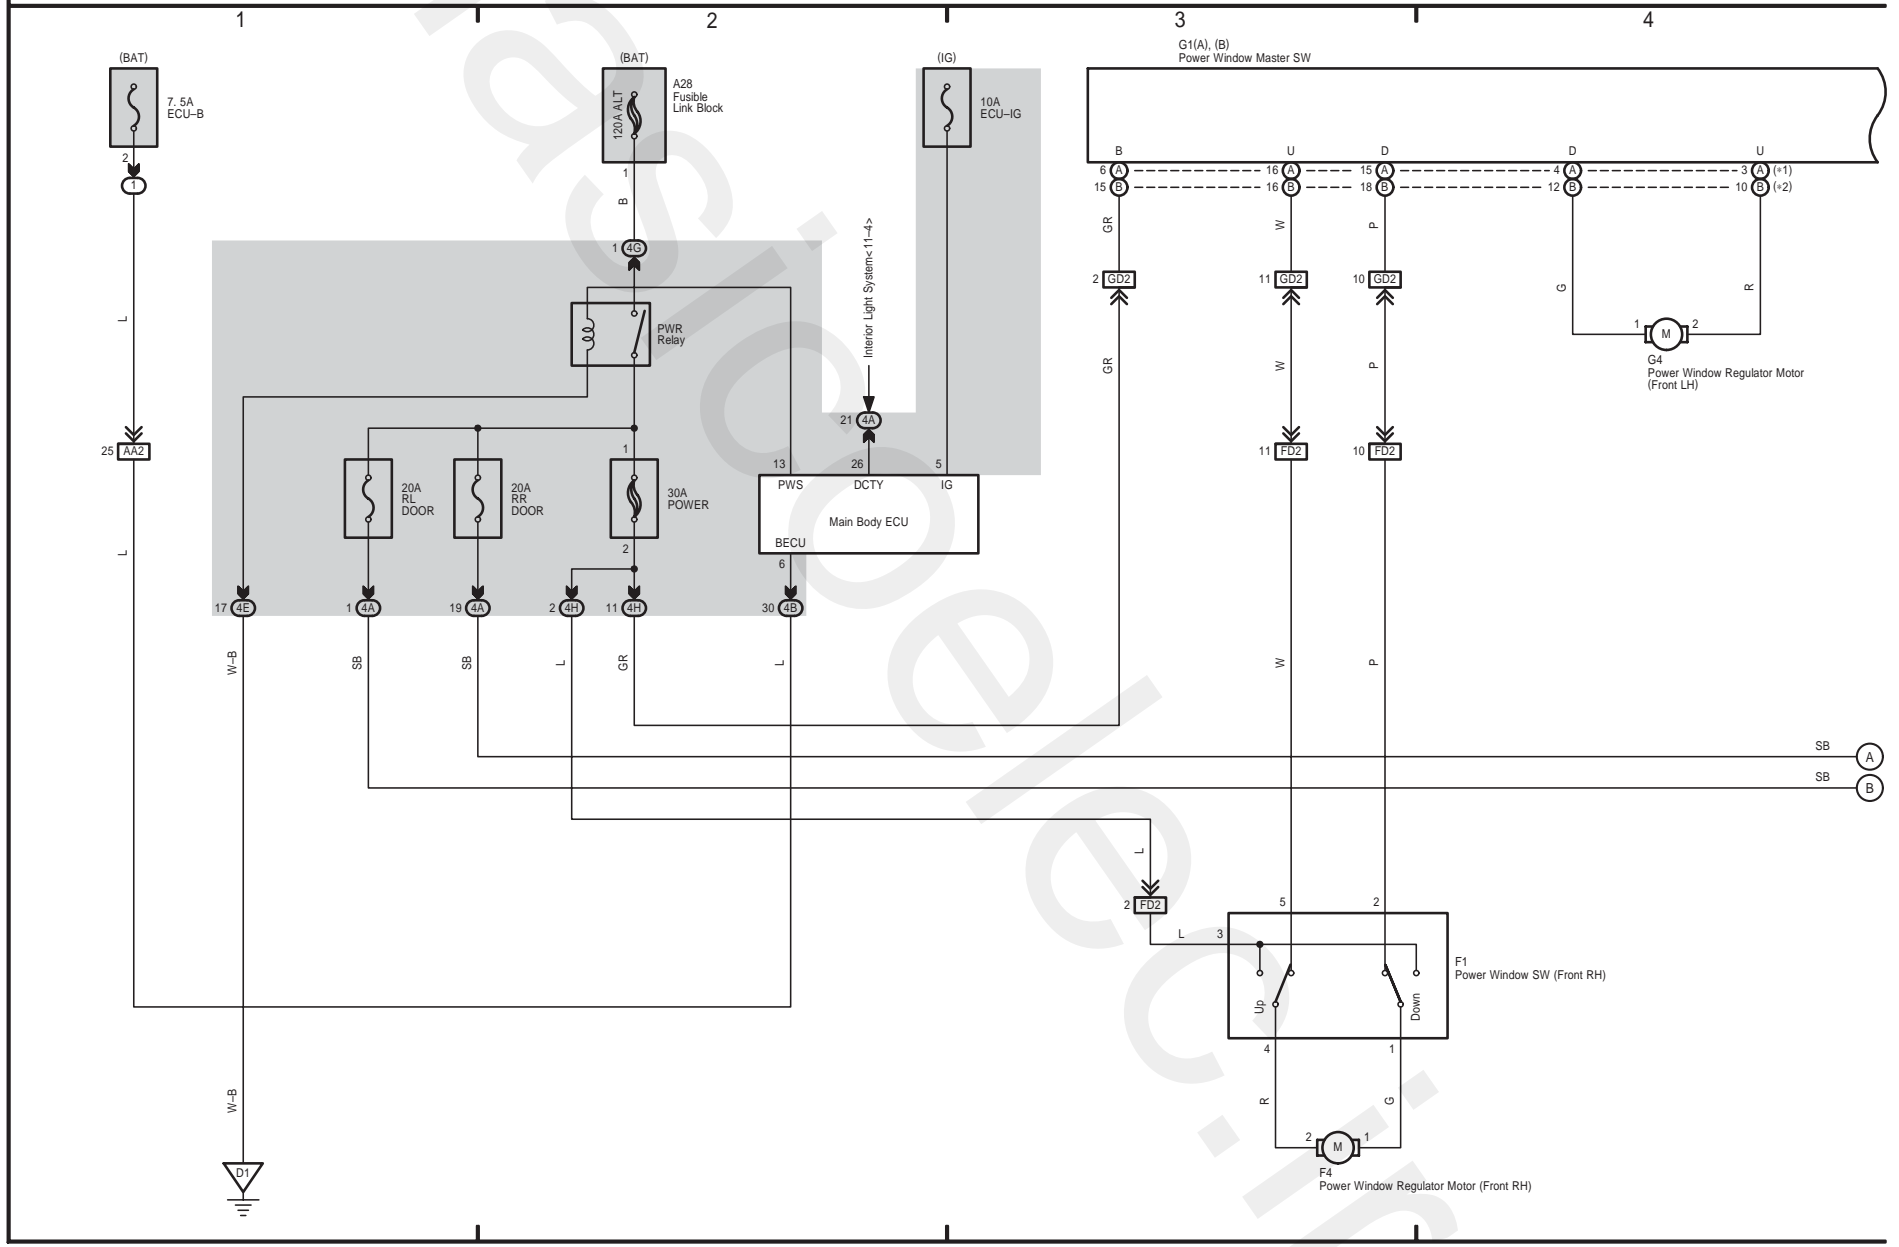 1
2
3
4
(BAT)
7. 5A
ECU–B
2
1
(BAT)
A28
Fusible
Link Block
120A ALT
1
B
(IG)
10A
ECU–IG
G1(A), (B)
Power Window Master SW
B
U
D
D
U
6 A
16 A
15 A
4 A
3 A (*1)
15 B
16 B
18 B
12 B
10 B (*2)
GR
W
P
G
R
1 4G
Interior Light System<11–4>
2 GD2
11 GD2
10 GD2
L
PWR
Relay
1
M
2
G4
Power Window Regulator Motor
(Front LH)
GR
W
P
21 4A
25 AA2
11 FD2
10 FD2
1
13
26
5
PWS
DCTY
IG
20A
RL
DOOR
20A
RR
DOOR
30A
POWER
Main Body ECU
BECU
2
6
L
17 4E
1 4A
19 4A
2 4H
11 4H
30 4B
W–B
SB
SB
L
GR
L
W
P
SB
A
SB
B
L
2 FD2
5
2
L
3
F1
Power Window SW (Front RH)
Up
Down
4
1
W–B
R
G
2
M
1
D1
F4
Power Window Regulator Motor (Front RH)
asicoelec.in